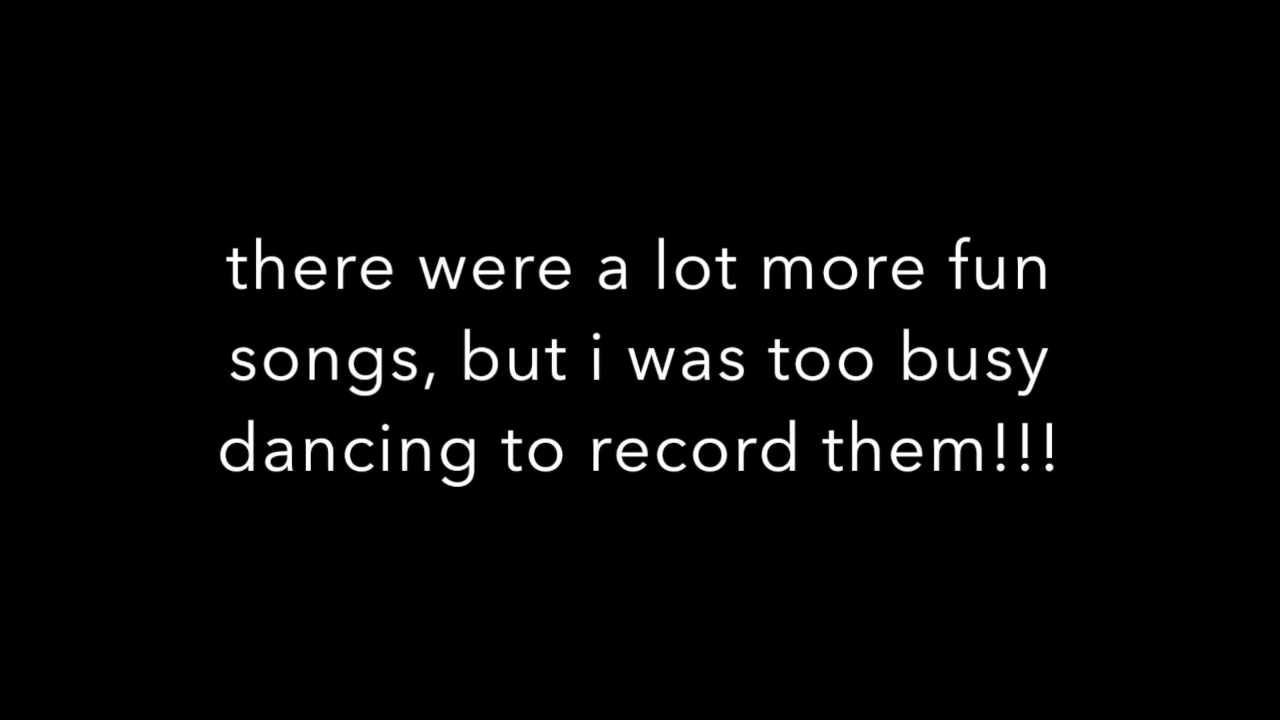 there were a lot more fun
songs, but i was too busy
dancing to record them!!!